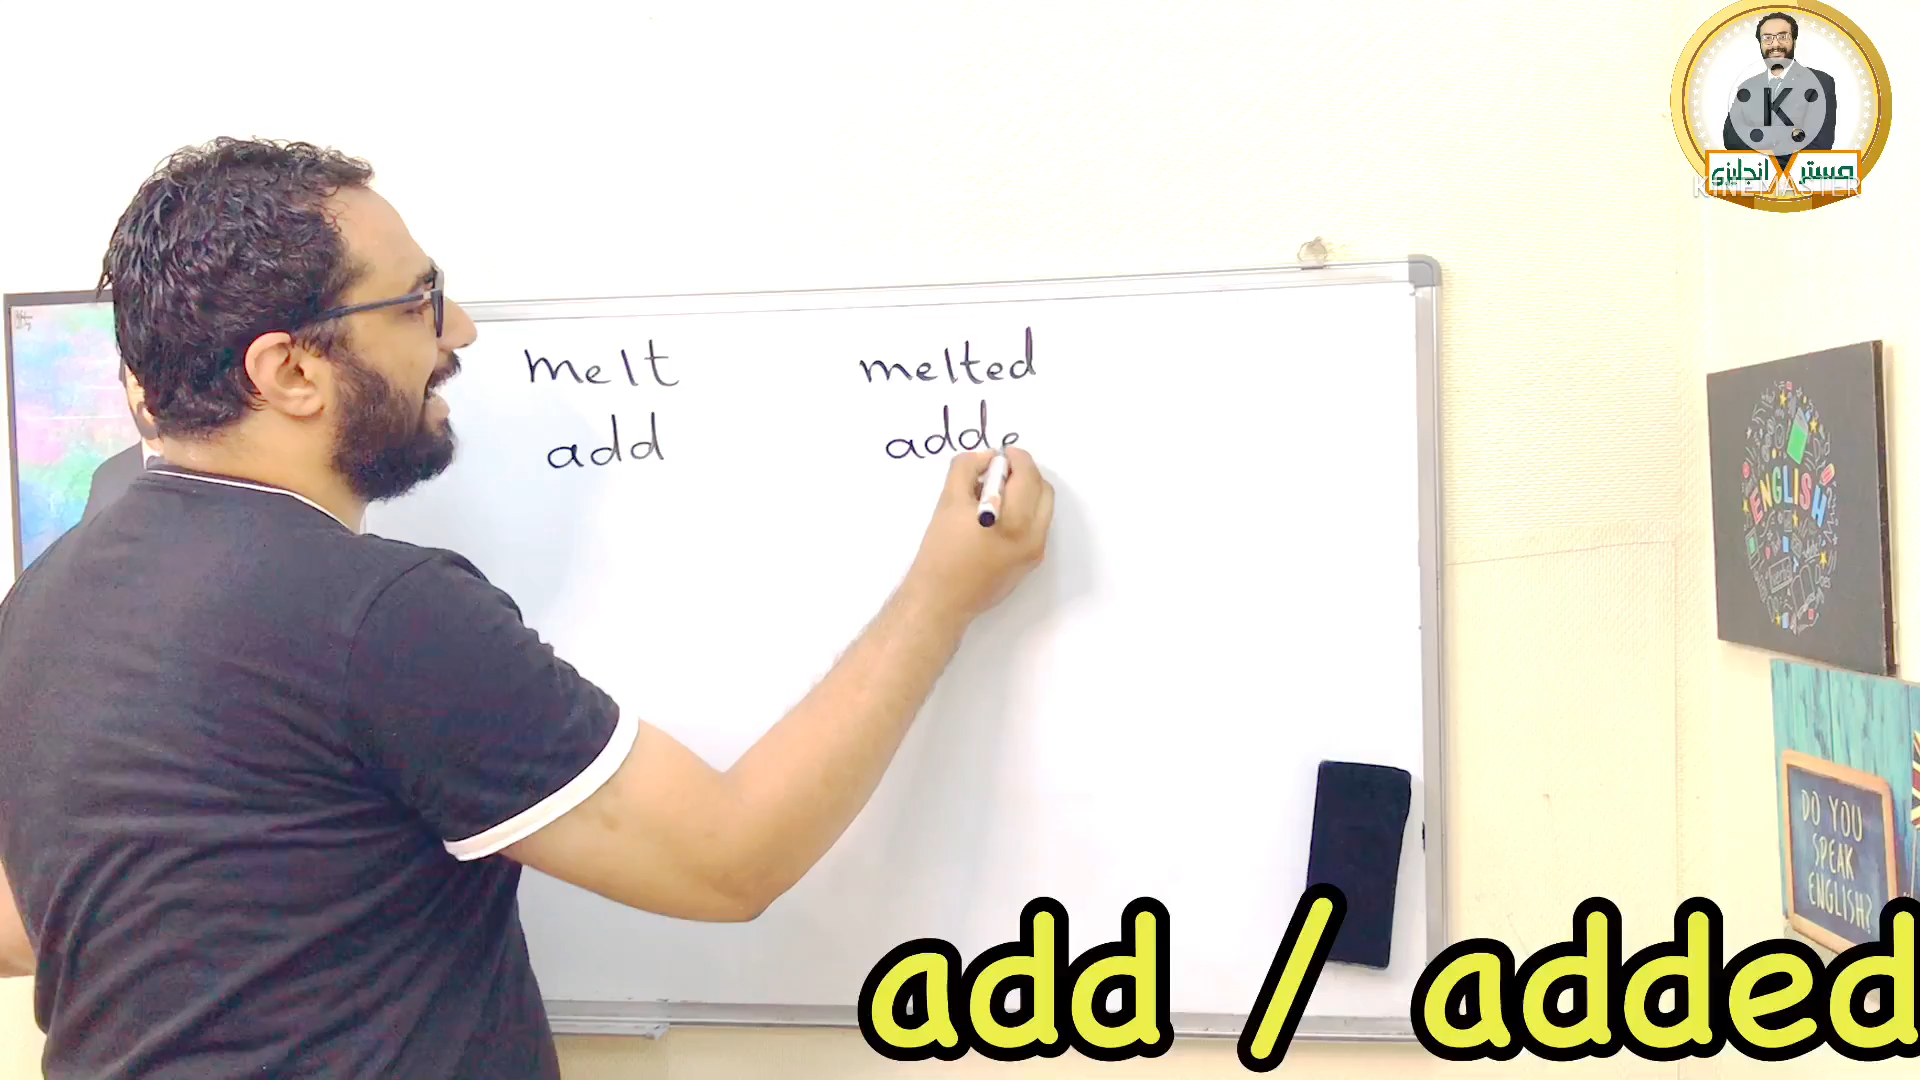 مستر X انجليزي
KINEMASTER
K
melt melted
add adde
ENGLISH
DO YOU
SPEAK
ENGLISH?
add / added